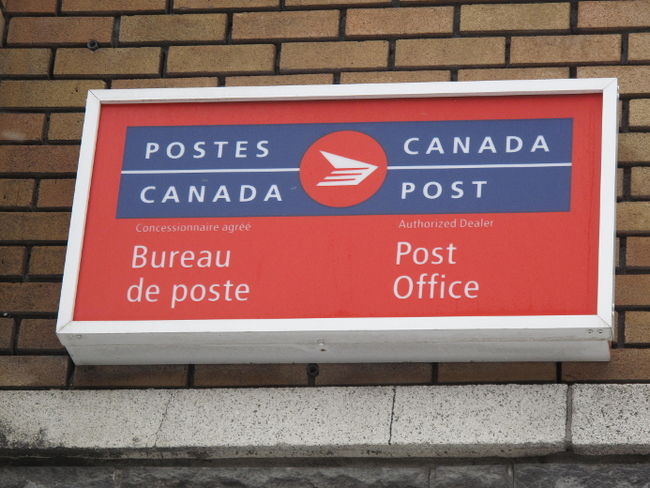 POSTES
CANADA
Concessionnaire agréé
Bureau
de poste
CANADA
POST
Authorized Dealer
Post
Office